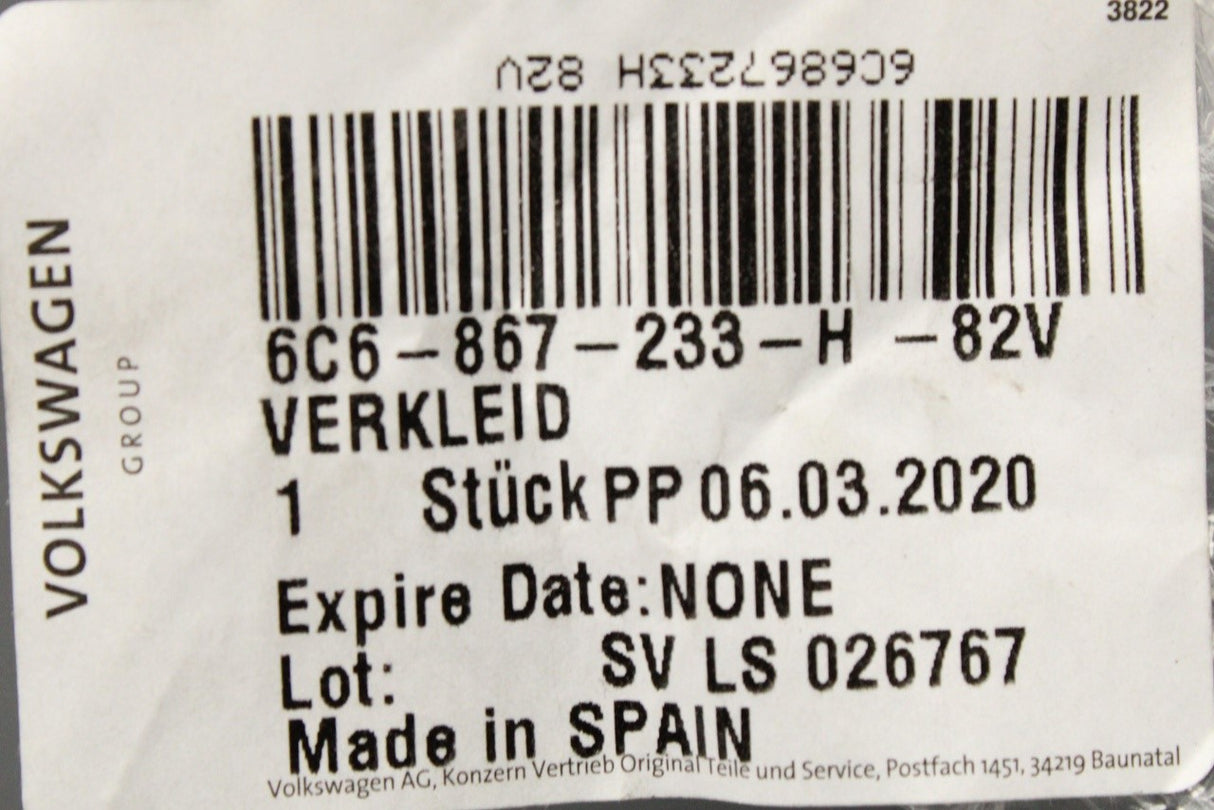 3822
6C6867233H 82V
6C6-867-233-H -82V
VERKLEID
1 Stück PP 06.03.2020
Expire Date:NONE
Lot: SV LS 026767
Made in SPAIN
Volkswagen AG, Konzern Vertrieb Original Teile und Service, Postfach 1451, 34219 Baunatal
VOLKSWAGEN
GROUP